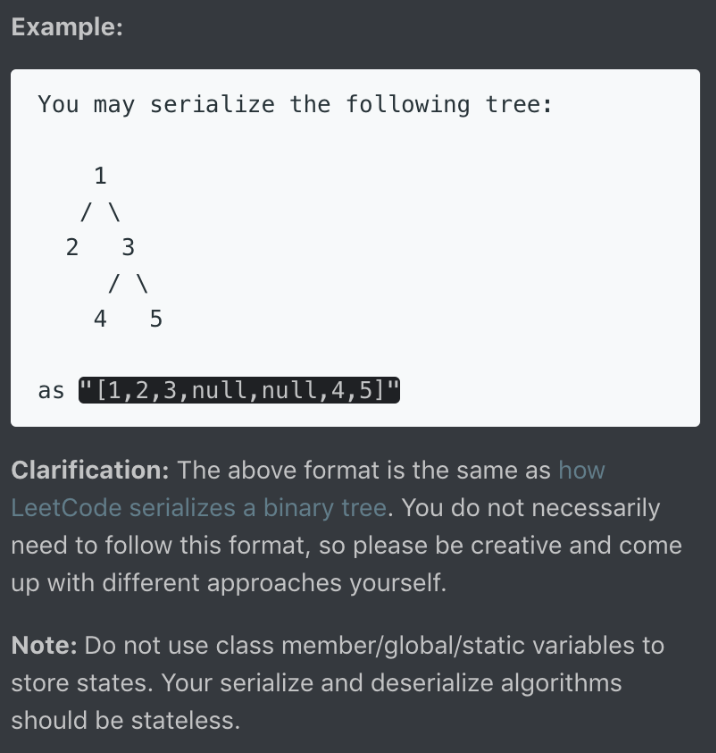 Example:
You may serialize the following tree:
1
/ \
2 3
/ \
4 5
as "[1,2,3,null,null,4,5]"
Clarification: The above format is the same as how
LeetCode serializes a binary tree. You do not necessarily
need to follow this format, so please be creative and come
up with different approaches yourself.
Note: Do not use class member/global/static variables to
store states. Your serialize and deserialize algorithms
should be stateless.